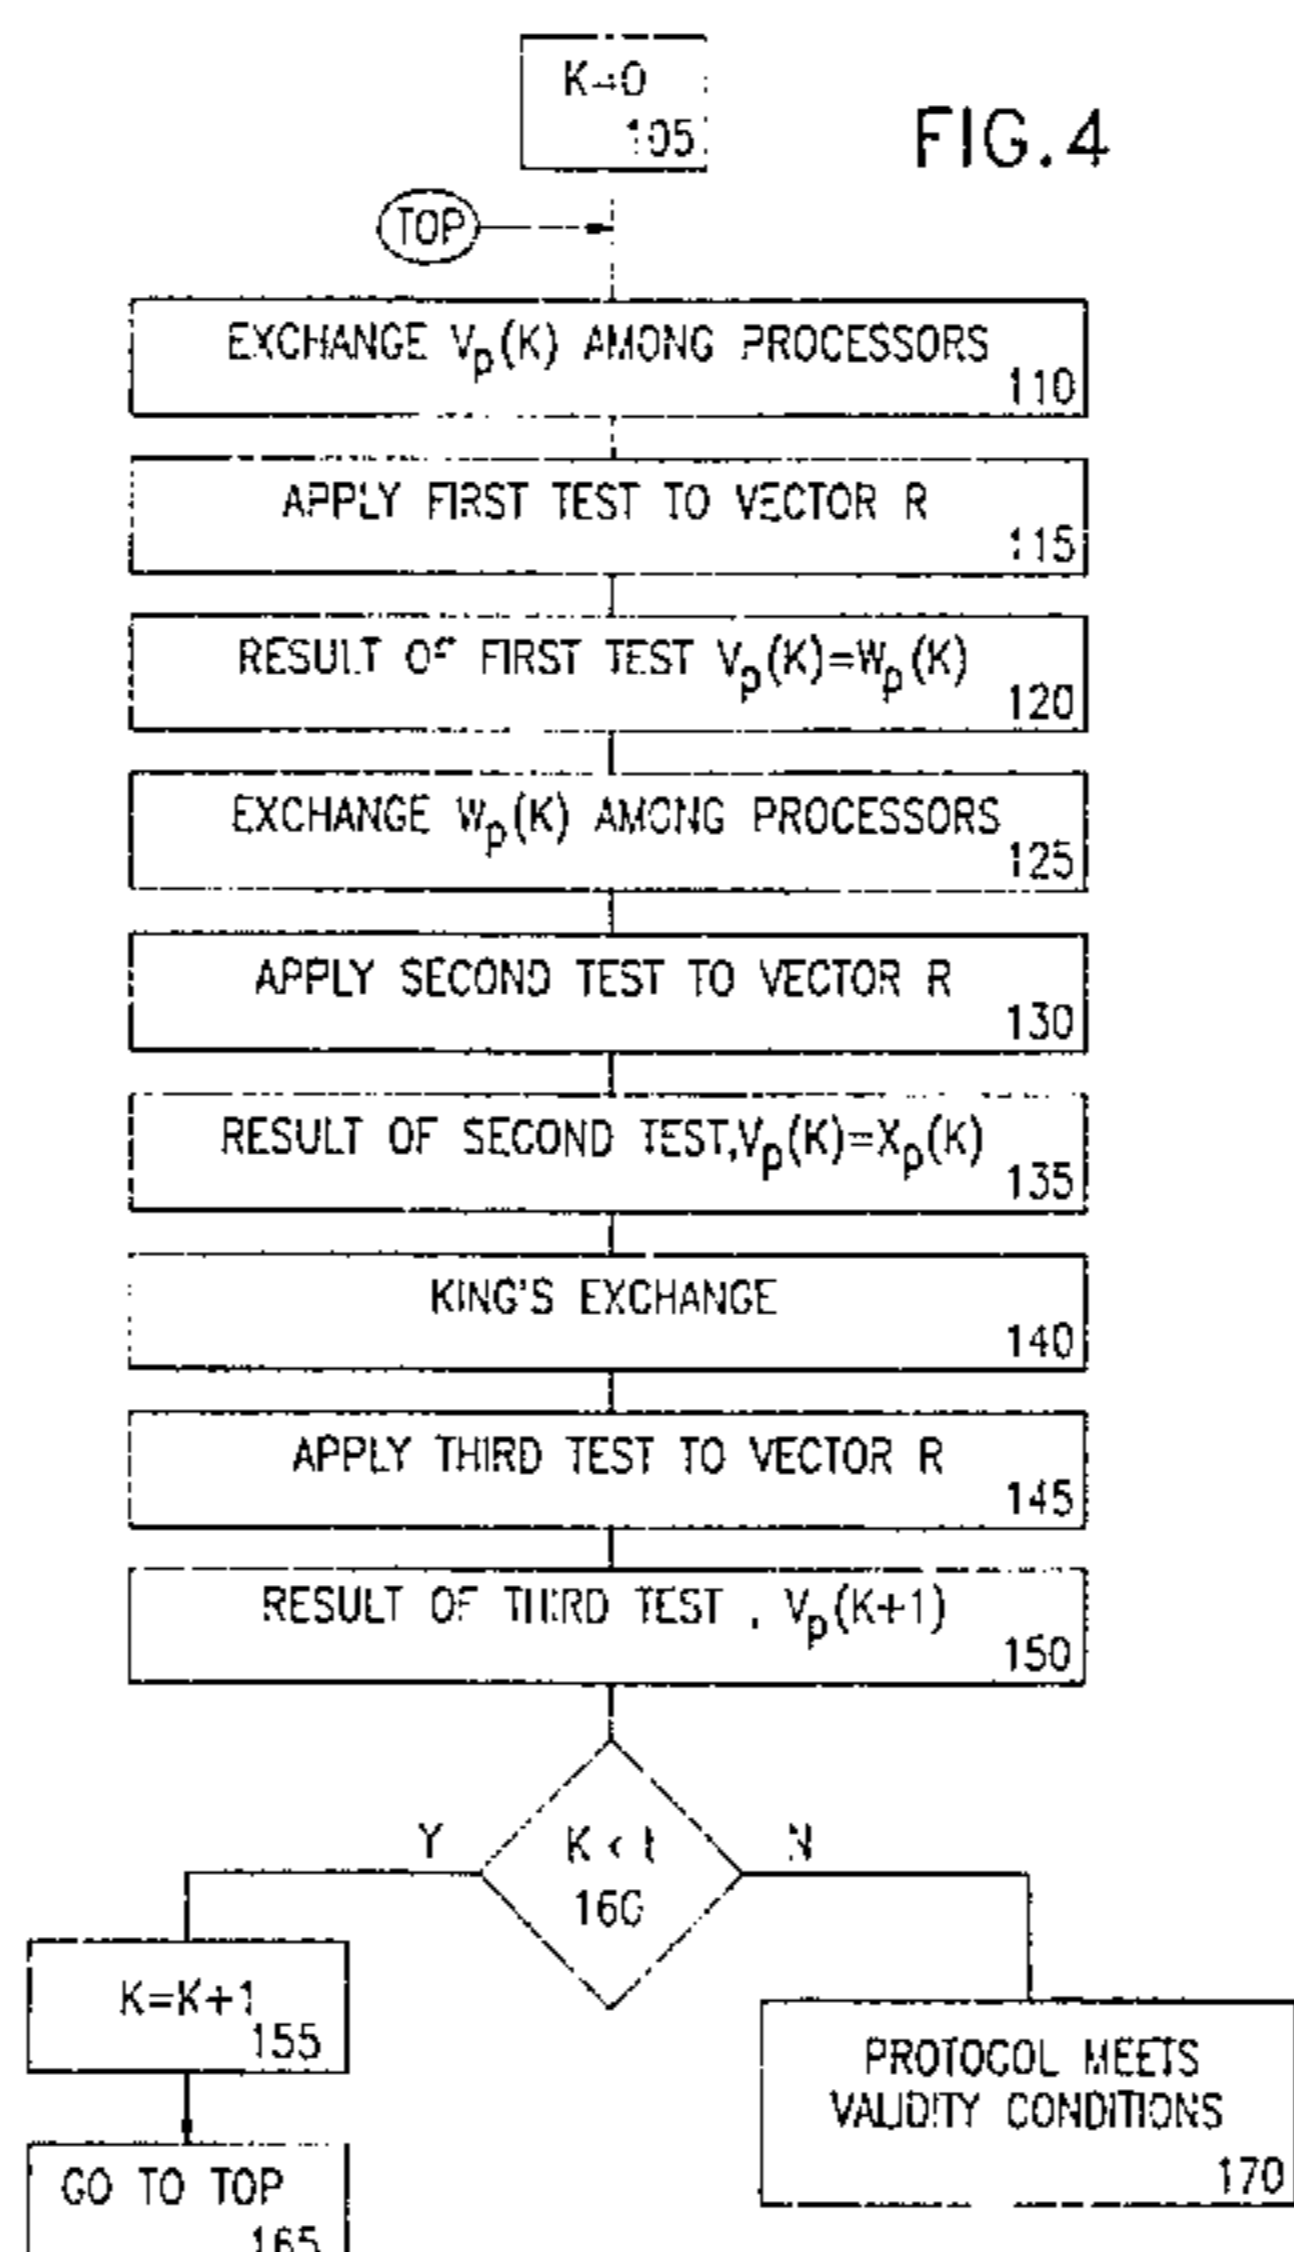 K=0
105
FIG. 4
TOP
EXCHANGE Vp(K) AMONG PROCESSORS
110
APPLY FIRST TEST TO VECTOR R
115
RESULT OF FIRST TEST Vp(K)=Wp(K)
120
EXCHANGE Wp(K) AMONG PROCESSORS
125
APPLY SECOND TEST TO VECTOR R
130
RESULT OF SECOND TEST,Vp(K)=Xp(K)
135
KING'S EXCHANGE
140
APPLY THIRD TEST TO VECTOR R
145
RESULT OF THIRD TEST , Vp(K+1)
150
Y
K < t
N
160
K=K+1
155
PROTOCOL MEETS
VALIDITY CONDITIONS
170
GO TO TOP
165